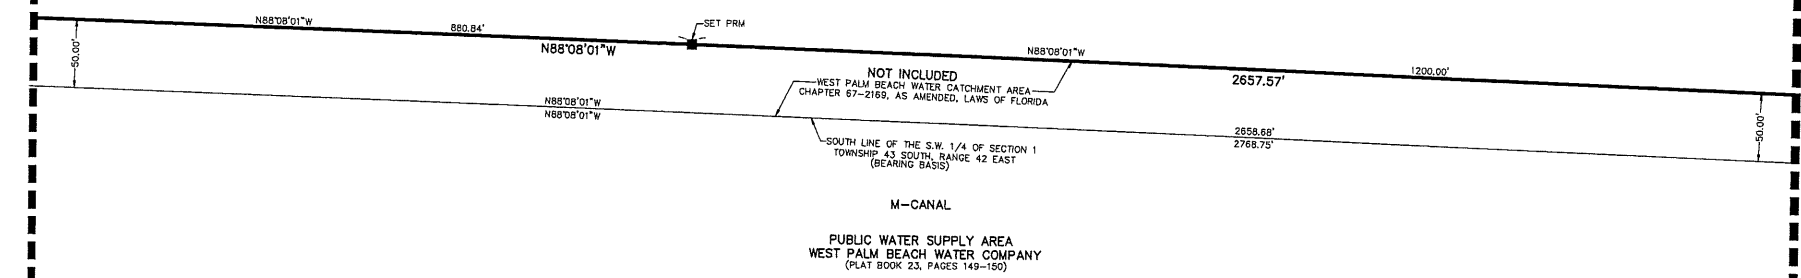 N88°08'01"W
880.84'
N88°08'01"W
SET PRM
N88°08'01"W
1200.00'
2657.57'
50.00'
NOT INCLUDED
WEST PALM BEACH WATER CATCHMENT AREA
CHAPTER 67-2169, AS AMENDED, LAWS OF FLORIDA
N88°08'01"W
N88°08'01"W
2658.68'
2768.75'
50.00'
SOUTH LINE OF THE S.W. 1/4 OF SECTION 1
TOWNSHIP 43 SOUTH, RANGE 42 EAST
(BEARING BASIS)
M-CANAL
PUBLIC WATER SUPPLY AREA
WEST PALM BEACH WATER COMPANY
(PLAT BOOK 23, PAGES 149-150)